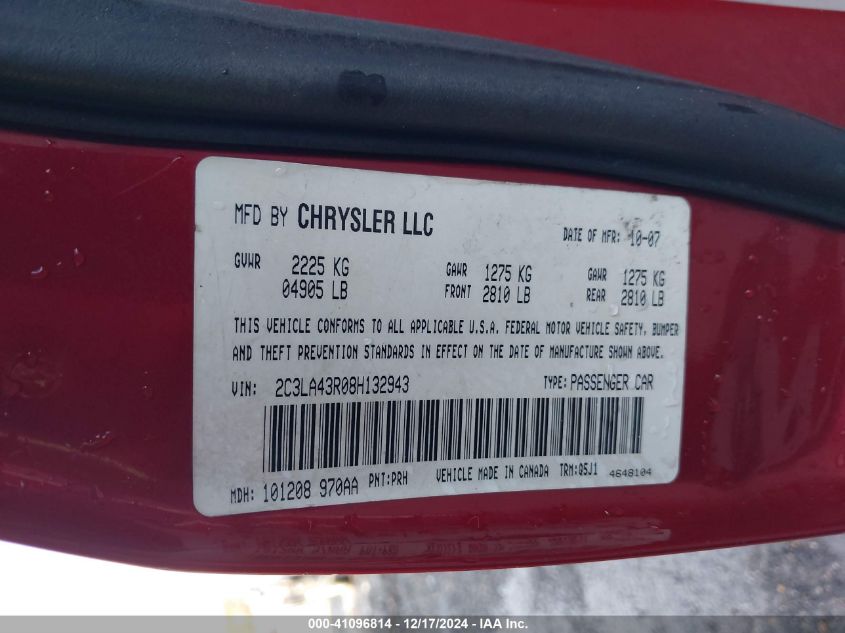 MFD BY CHRYSLER LLC
DATE OF MFR: 10-07
GVWR 2225 KG
04905 LB
GAWR 1275 KG
FRONT 2810 LB
GAWR 1275 KG
REAR 2810 LB
THIS VEHICLE CONFORMS TO ALL APPLICABLE U.S.A. FEDERAL MOTOR VEHICLE SAFETY, BUMPER
AND THEFT PREVENTION STANDARDS IN EFFECT ON THE DATE OF MANUFACTURE SHOWN ABOVE.
VIN: 2C3LA43R08H132943
TYPE: PASSENGER CAR
MDH: 101208 970AA PNT: PRH VEHICLE MADE IN CANADA TRM: Q5J1 4648104
000-41096814 - 12/17/2024 - IAA Inc.